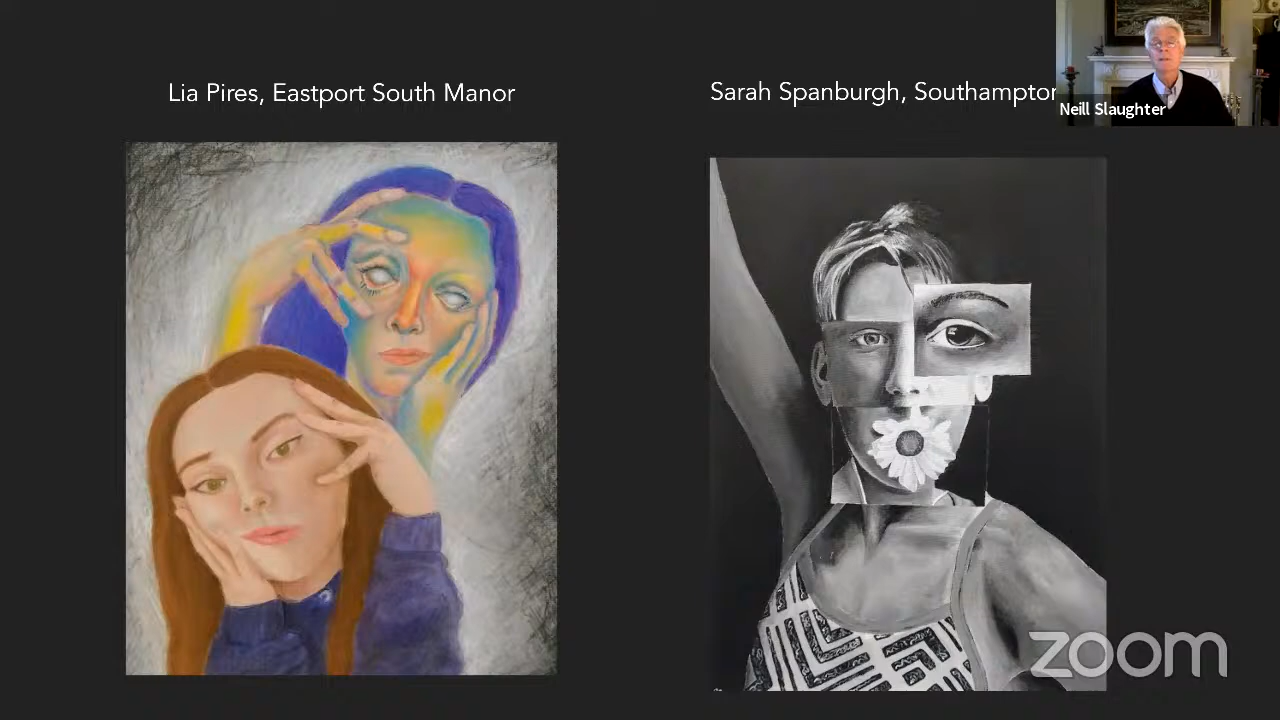 Lia Pires, Eastport South Manor
Sarah Spanburgh, Southampton
Neill Slaughter
zoom